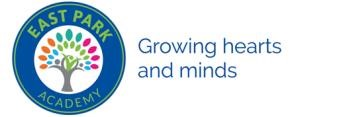 EAST PARK
ACADEMY
Growing hearts
and minds